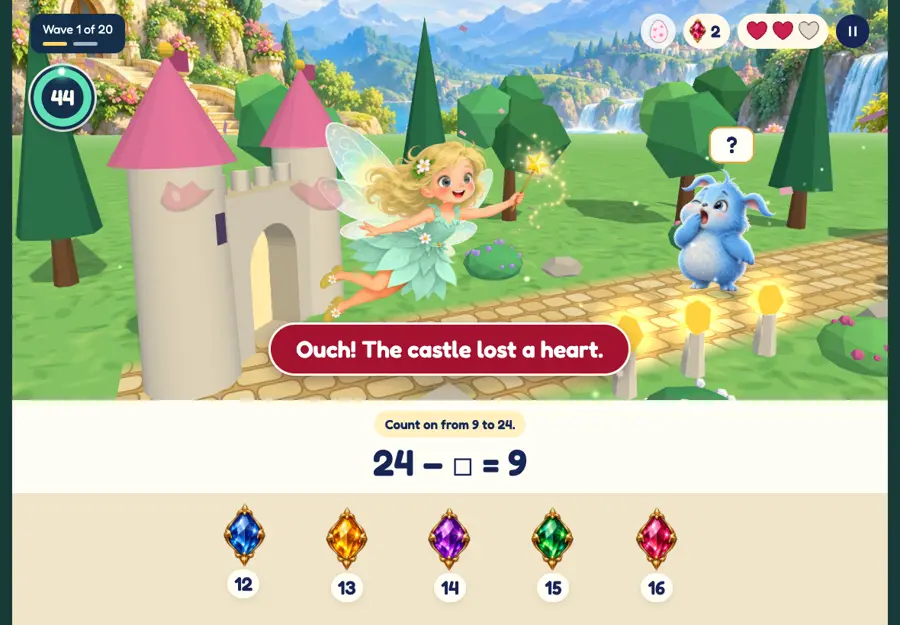 Wave 1 of 20
2
44
?
Ouch! The castle lost a heart.
Count on from 9 to 24.
24 – □ = 9
12
13
14
15
16